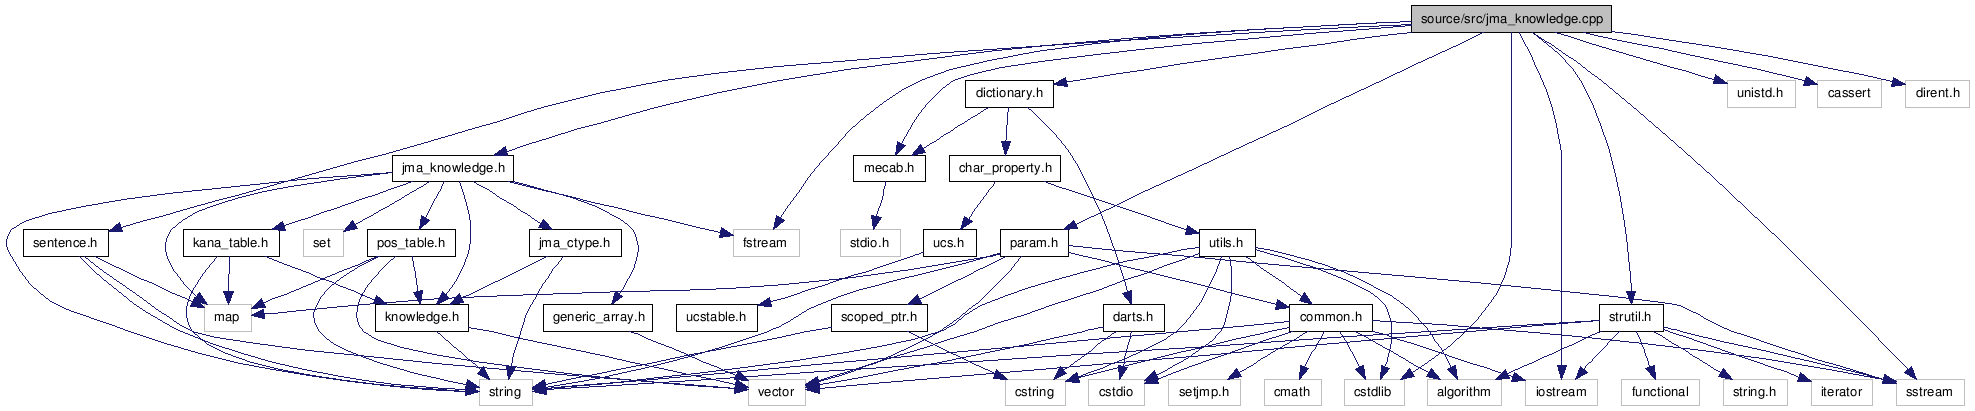 source/src/jma_knowledge.cpp
dictionary.h
unistd.h
cassert
dirent.h
jma_knowledge.h
mecab.h
char_property.h
sentence.h
kana_table.h
set
pos_table.h
jma_ctype.h
fstream
stdio.h
ucs.h
param.h
utils.h
map
knowledge.h
generic_array.h
ucstable.h
scoped_ptr.h
darts.h
common.h
strutil.h
string
vector
cstring
cstdio
setjmp.h
cmath
cstdlib
algorithm
iostream
functional
string.h
iterator
sstream